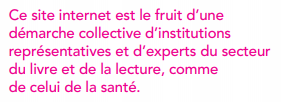 Ce site internet est le fruit d’une
démarche collective d’institutions
représentatives et d’experts du secteur
du livre et de la lecture, comme
de celui de la santé.